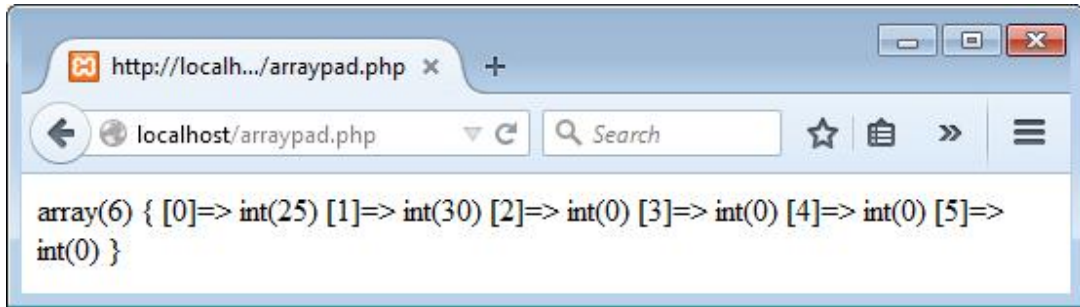 http://localh.../arraypad.php
localhost/arraypad.php
Search
array(6) { [0]=> int(25) [1]=> int(30) [2]=> int(0) [3]=> int(0) [4]=> int(0) [5]=>
int(0) }